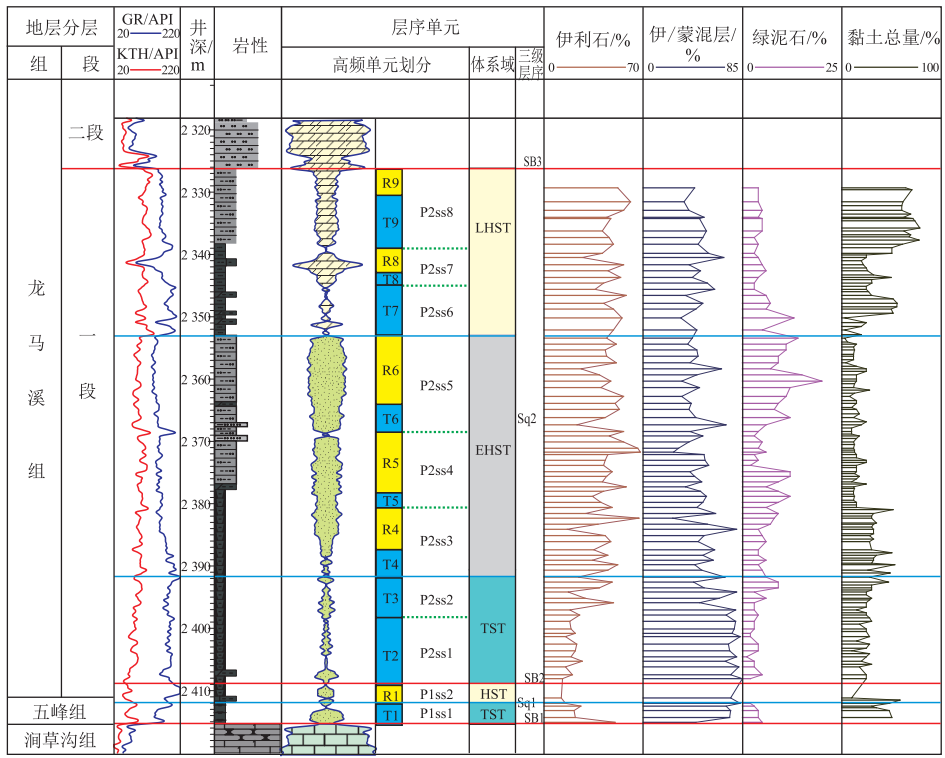 地层分层
GR/API
20 220
KTH/API
20 220
井深/m
岩性
层序单元
高频单元划分
体系域
三级层序
伊利石/%
0 70
伊/蒙混层/%
0 85
绿泥石/%
0 25
黏土总量/%
0 100
组
段
二段
一段
龙马溪组
五峰组
涧草沟组
2 320
2 330
2 340
2 350
2 360
2 370
2 380
2 390
2 400
2 410
R9
T9
R8
T8
T7
R6
T6
R5
T5
R4
T4
T3
T2
R1
T1
P2ss8
P2ss7
P2ss6
P2ss5
P2ss4
P2ss3
P2ss2
P2ss1
P1ss2
P1ss1
LHST
EHST
TST
HST
TST
SB3
Sq2
SB2
Sq1
SB1